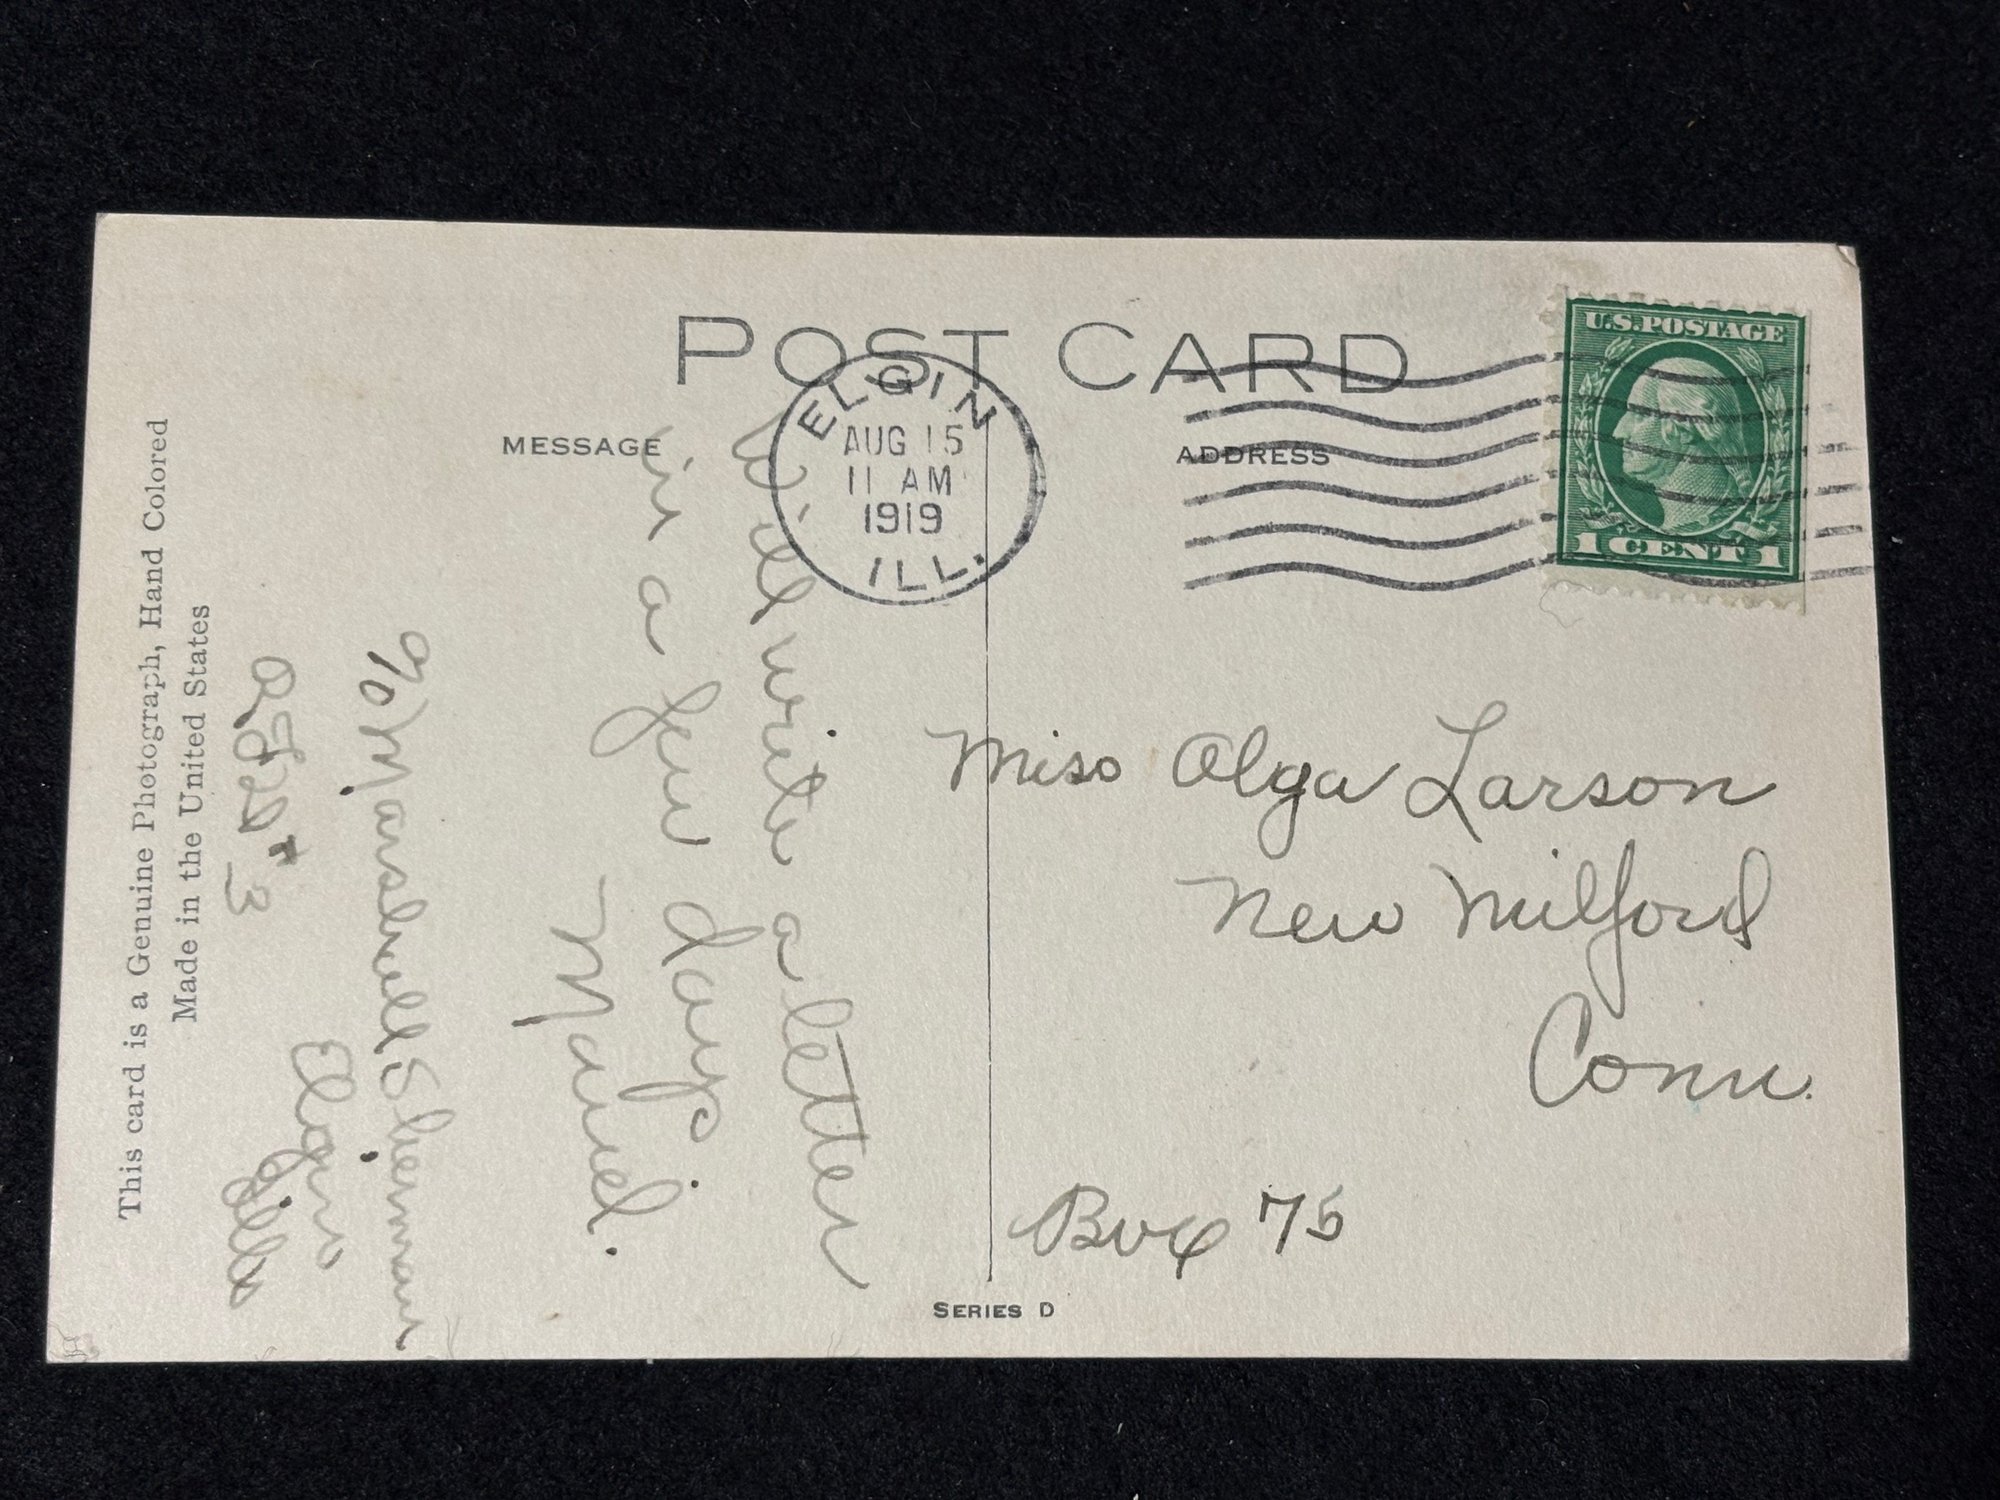 POST CARD
ELGIN
AUG 15
11 AM
1919
ILL.
U.S. POSTAGE
1 CENT 1
MESSAGE
ADDRESS
Will write a letter
in a few days
Manuel.
℅ Marshall Sherman
R.F.D. # 3
Elgin
Ills
Miss Olga Larson
New Milford
Conn.
Box 75
SERIES D
This card is a Genuine Photograph, Hand Colored
Made in the United States